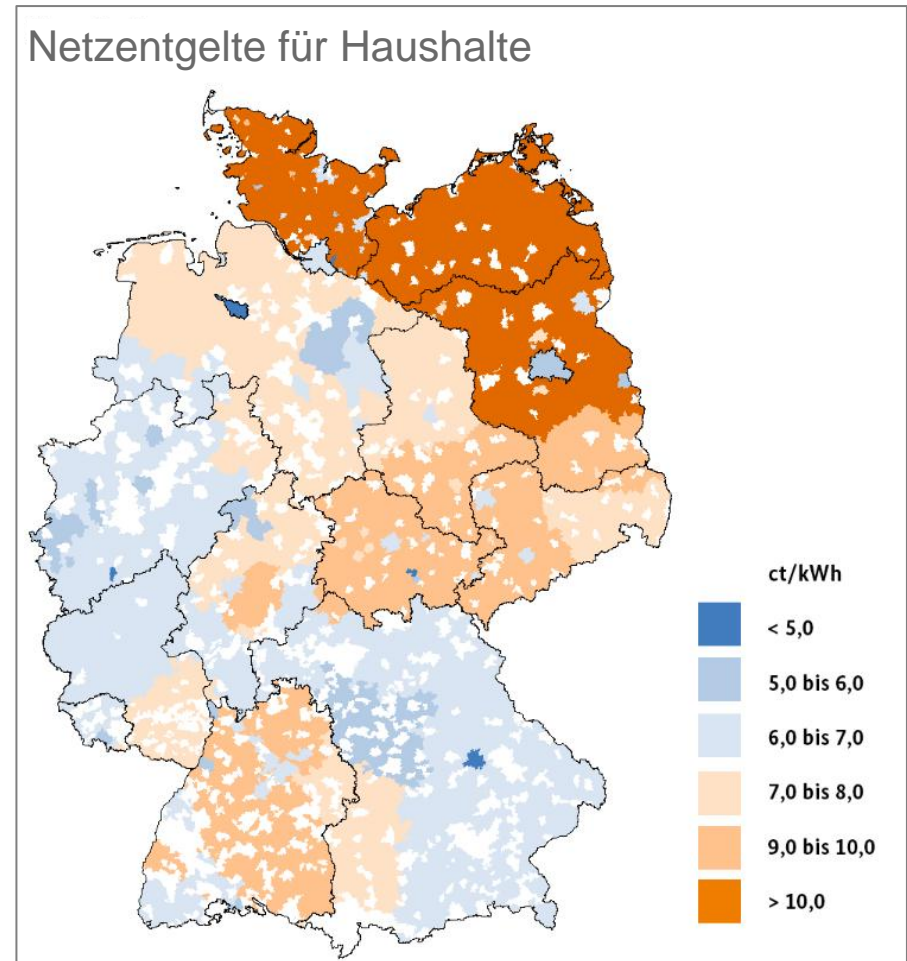 Netzentgelte für Haushalte
ct/kWh
< 5,0
5,0 bis 6,0
6,0 bis 7,0
7,0 bis 8,0
9,0 bis 10,0
> 10,0